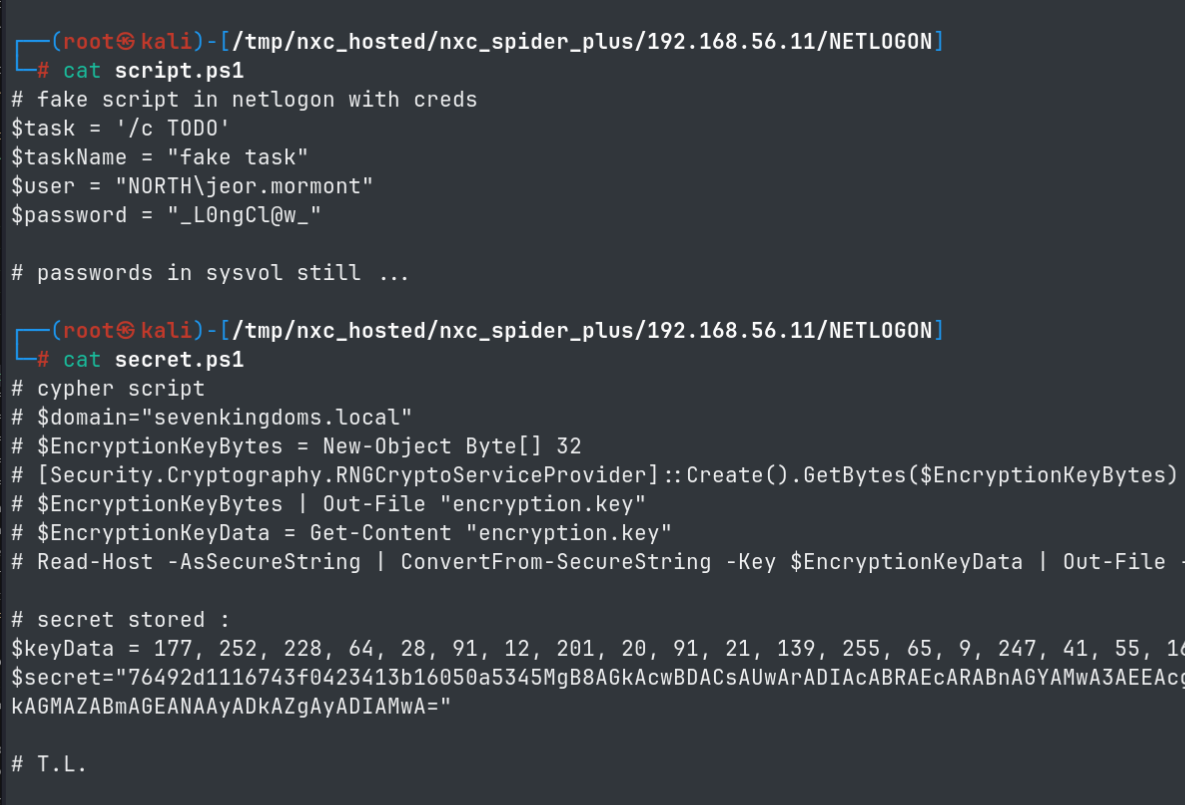 ┌──(root㉿kali)-[/tmp/nxc_hosted/nxc_spider_plus/192.168.56.11/NETLOGON]
└─# cat script.ps1
# fake script in netlogon with creds
$task = '/c TODO'
$taskName = "fake task"
$user = "NORTH\jeor.mormont"
$password = "_L0ngCl@w_"

# passwords in sysvol still ...

┌──(root㉿kali)-[/tmp/nxc_hosted/nxc_spider_plus/192.168.56.11/NETLOGON]
└─# cat secret.ps1
# cypher script
# $domain="sevenkingdoms.local"
# $EncryptionKeyBytes = New-Object Byte[] 32
# [Security.Cryptography.RNGCryptoServiceProvider]::Create().GetBytes($EncryptionKeyBytes)
# $EncryptionKeyBytes | Out-File "encryption.key"
# $EncryptionKeyData = Get-Content "encryption.key"
# Read-Host -AsSecureString | ConvertFrom-SecureString -Key $EncryptionKeyData | Out-File -

# secret stored :
$keyData = 177, 252, 228, 64, 28, 91, 12, 201, 20, 91, 21, 139, 255, 65, 9, 247, 41, 55,
$secret="76492d1116743f0423413b16050a5345MgB8AGkAcwBDACsAUwArADIAcABRAEcARABnAGYAMwA3AEEAcg
kAGMAZABmAGEANAAyADkAZgAyADIAMwA="

# T.L.